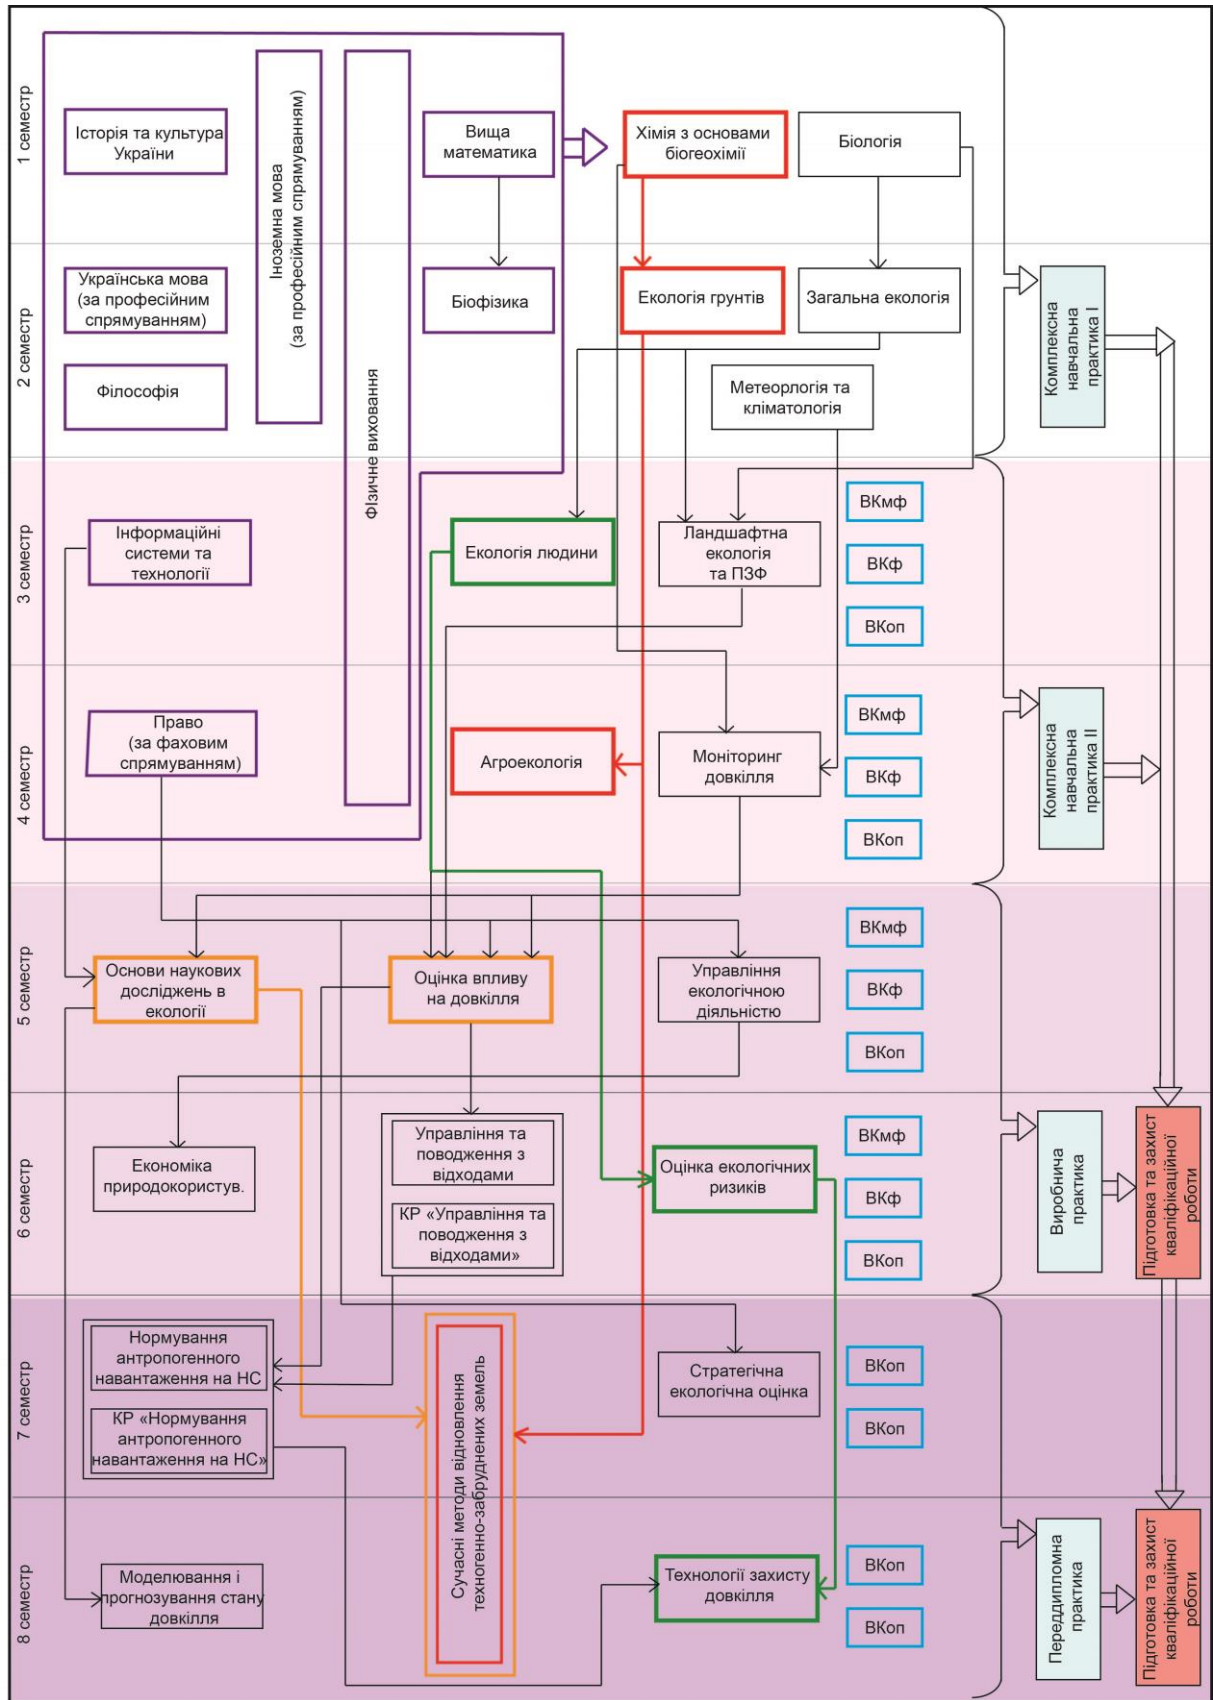 1 семестр
Історія та культура
України
Іноземна мова
(за професійним спрямуванням)
Фізичне виховання
Вища
математика
Хімія з основами
біогеохімії
Біологія
2 семестр
Українська мова
(за професійним
спрямуванням)
Філософія
Біофізика
Екологія грунтів
Загальна екологія
Метеорлогія та
кліматологія
Комплексна
навчальна
практика І
3 семестр
Інформаційні
системи та
технології
Екологія людини
Ландшафтна
екологія
та ПЗФ
ВКмф
ВКф
ВКоп
4 семестр
Право
(за фаховим
спрямуванням)
Агроекологія
Моніторинг
довкілля
ВКмф
ВКф
ВКоп
Комплексна
навчальна
практика ІІ
5 семестр
Основи наукових
досліджень в
екології
Оцінка впливу
на довкілля
Управління
екологічною
діяльністю
ВКмф
ВКф
ВКоп
6 семестр
Економіка
природокористув.
Управління та
поводження з
відходами
КР «Управління та
поводження з
відходами»
Оцінка екологічних
ризиків
ВКмф
ВКф
ВКоп
Виробнича
практика
Підготовка та захист
кваліфікаційної
роботи
7 семестр
Нормування
антропогенного
навантаження на НС
КР «Нормування
антропогенного
навантаження на НС»
Сучасні методи відновлення
техногенно-забруднених земель
Стратегічна
екологічна оцінка
ВКоп
ВКоп
8 семестр
Моделювання і
прогнозування стану
довкілля
Технології захисту
довкілля
ВКоп
ВКоп
Переддипломна
практика
Підготовка та захист
кваліфікаційної
роботи